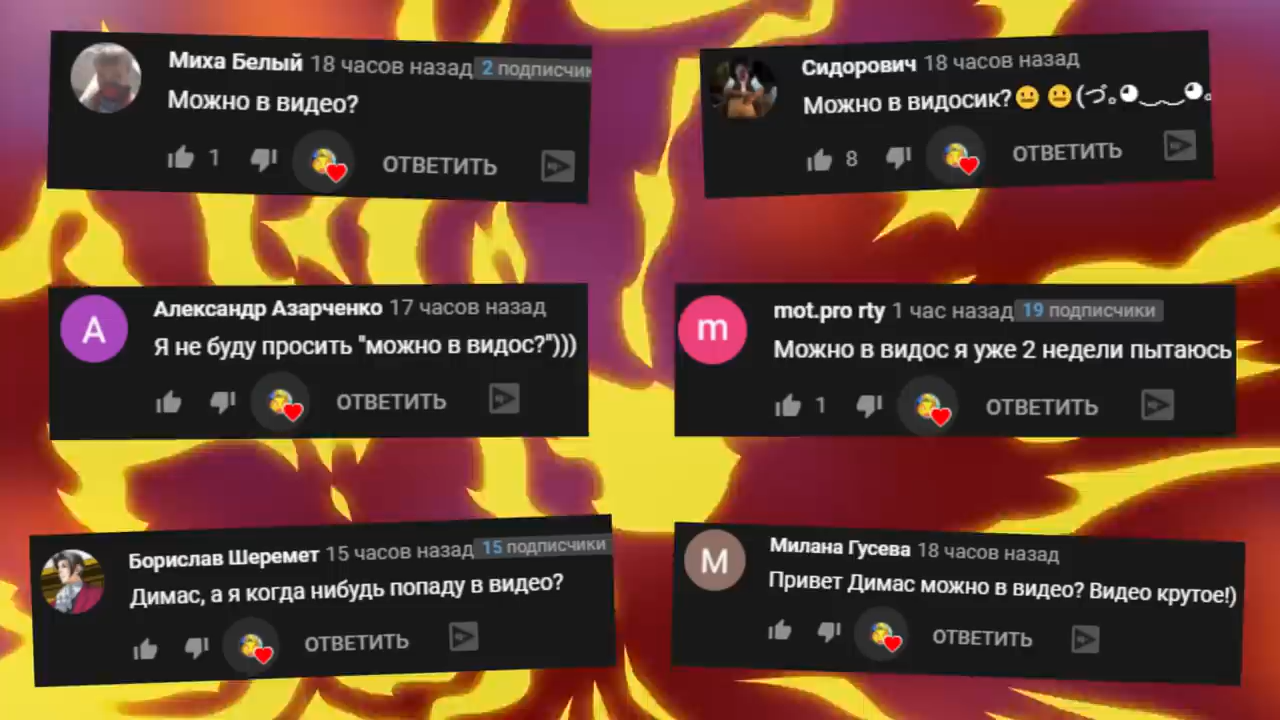 Миха Белый 18 часов назад 2 подписчик
Можно в видео?
1 ОТВЕТИТЬ
Сидорович 18 часов назад
Можно в видосик?😐 😐(づ｡◕‿‿◕｡
8 ОТВЕТИТЬ
Александр Азарченко 17 часов назад
Я не буду просить "можно в видос?")))
ОТВЕТИТЬ
mot.pro rty 1 час назад 19 подписчики
Можно в видос я уже 2 недели пытаюсь
1 ОТВЕТИТЬ
Борислав Шеремет 15 часов назад 15 подписчики
Димас, а я когда нибудь попаду в видео?
ОТВЕТИТЬ
Милана Гусева 18 часов назад
Привет Димас можно в видео? Видео крутое!)
ОТВЕТИТЬ